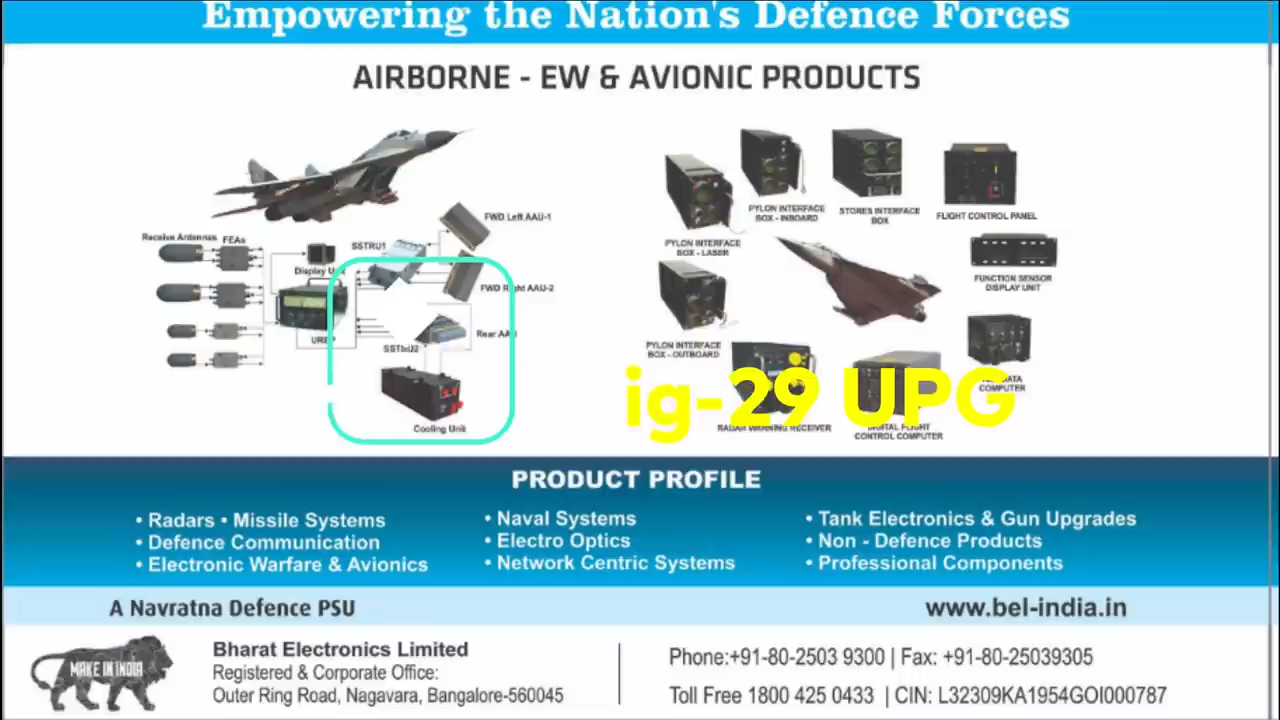 Empowering the Nation's Defence Forces
AIRBORNE - EW & AVIONIC PRODUCTS
Receive Antennas
FEAs
Display
SSTRU1
FWD Left AAU-1
FWD Right AAU-2
Rear
Cooling Unit
PYLON INTERFACE
BOX - LASER
PYLON INTERFACE
BOX - INBOARD
STORES INTERFACE
BOX
FLIGHT CONTROL PANEL
FUNCTION SENSOR
DISPLAY UNIT
PYLON INTERFACE
BOX - OUTBOARD
COMPUTER
RADAR WARNING RECEIVER
DIGITAL FLIGHT
CONTROL COMPUTER
ig-29 UPG
PRODUCT PROFILE
• Radars • Missile Systems
• Defence Communication
• Electronic Warfare & Avionics
• Naval Systems
• Electro Optics
• Network Centric Systems
• Tank Electronics & Gun Upgrades
• Non - Defence Products
• Professional Components
A Navratna Defence PSU
www.bel-india.in
MAKE IN INDIA
Bharat Electronics Limited
Registered & Corporate Office:
Outer Ring Road, Nagavara, Bangalore-560045
Phone:+91-80-2503 9300 | Fax: +91-80-25039305
Toll Free 1800 425 0433 | CIN: L32309KA1954GOI000787